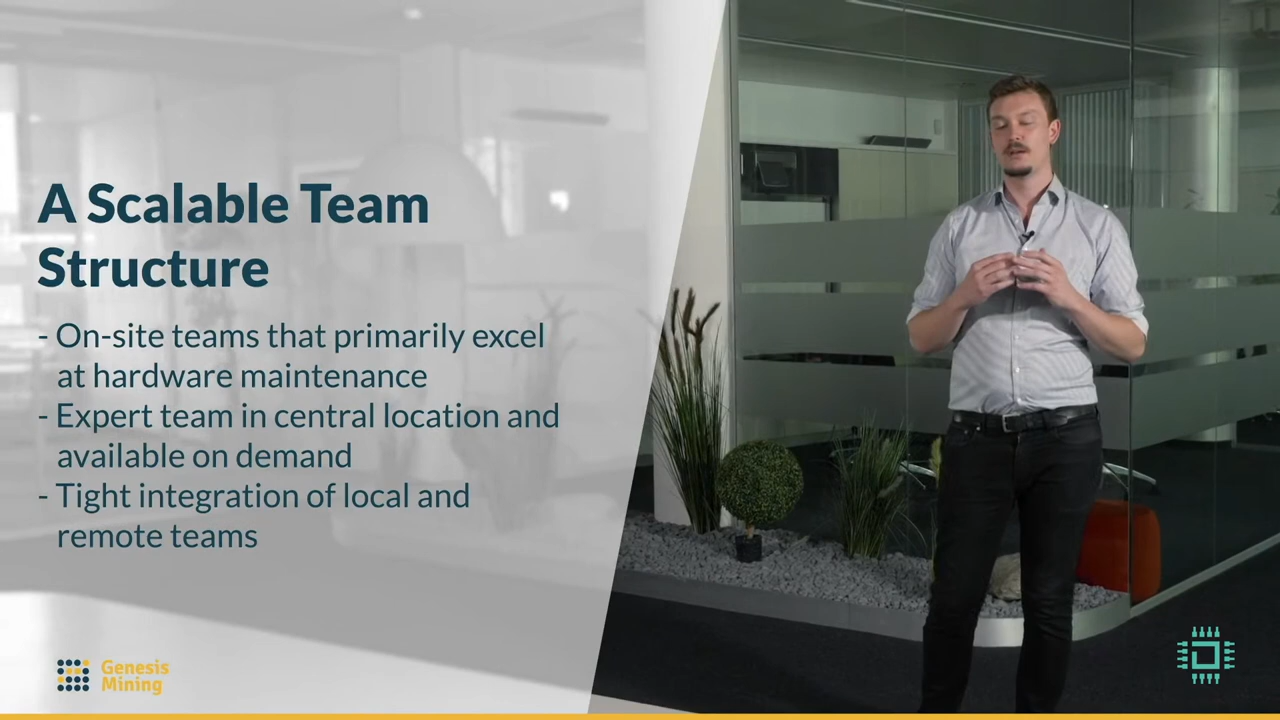 A Scalable Team
Structure
- On-site teams that primarily excel
at hardware maintenance
- Expert team in central location and
available on demand
- Tight integration of local and
remote teams
Genesis
Mining